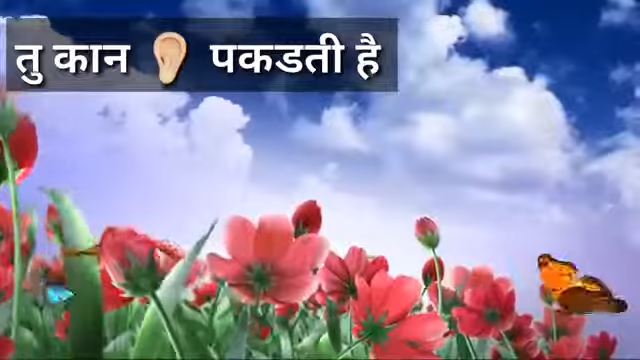 तु कान 👂 पकडती है